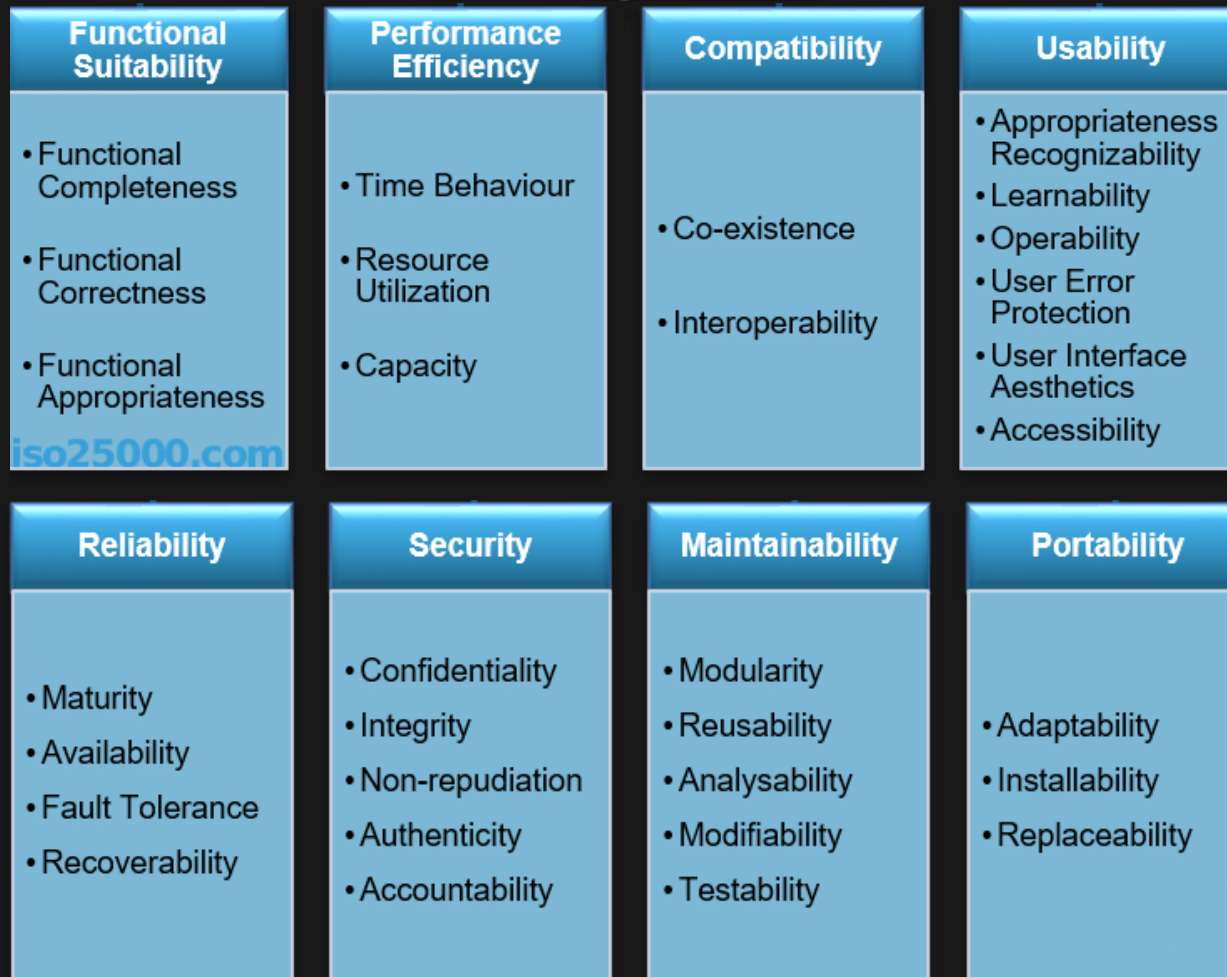 Functional
Suitability
• Functional
Completeness
• Functional
Correctness
• Functional
Appropriateness
iso25000.com
Performance
Efficiency
• Time Behaviour
• Resource
Utilization
• Capacity
Compatibility
• Co-existence
• Interoperability
Usability
• Appropriateness
Recognizability
• Learnability
• Operability
• User Error
Protection
• User Interface
Aesthetics
• Accessibility
Reliability
• Maturity
• Availability
• Fault Tolerance
• Recoverability
Security
• Confidentiality
• Integrity
• Non-repudiation
• Authenticity
• Accountability
Maintainability
• Modularity
• Reusability
• Analysability
• Modifiability
• Testability
Portability
• Adaptability
• Installability
• Replaceability